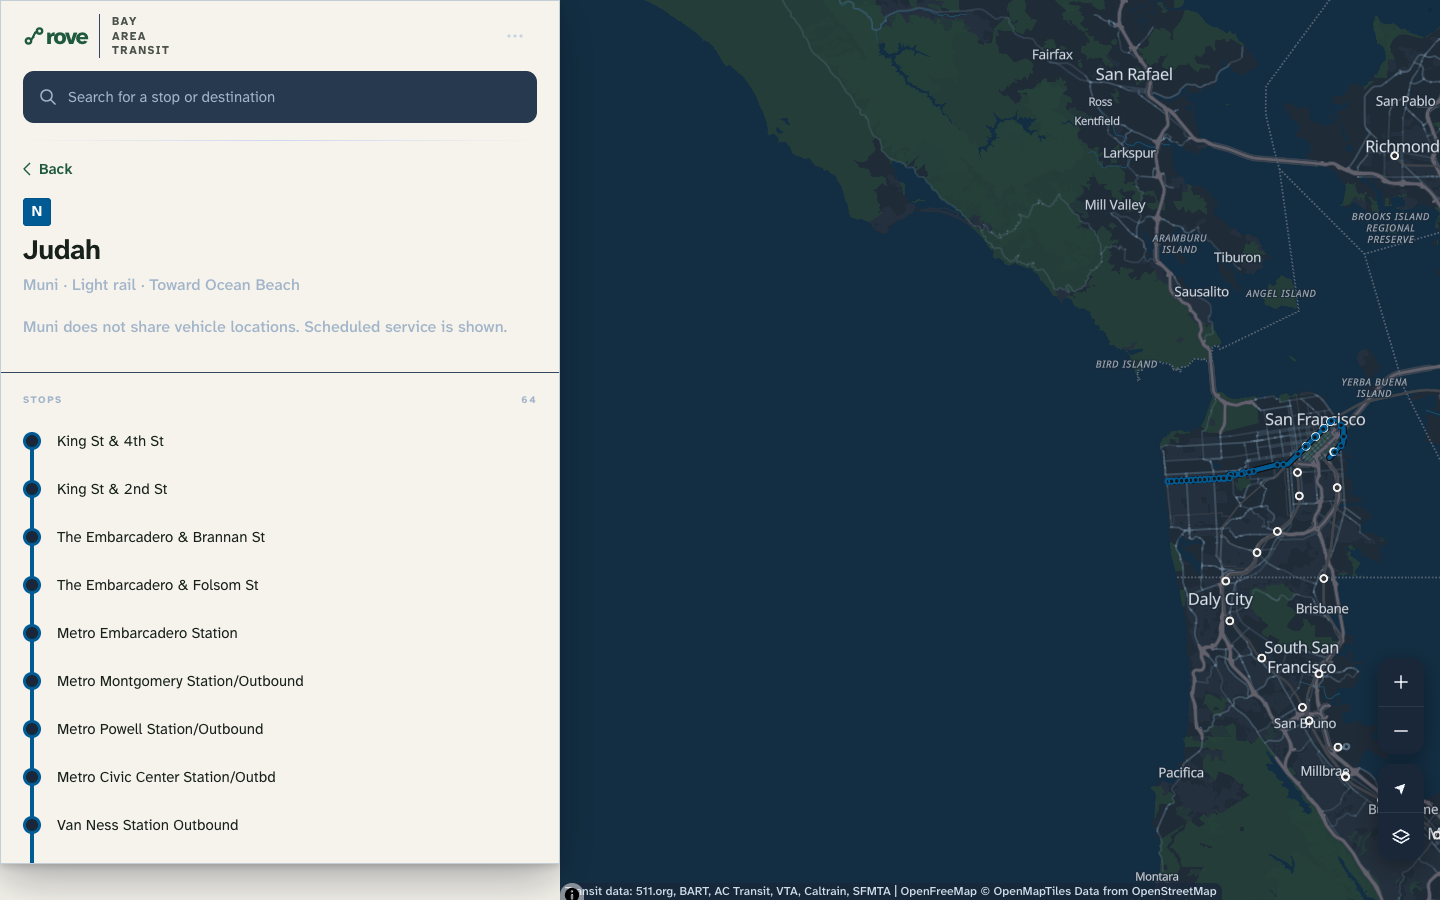 rove
BAY
AREA
TRANSIT
Search for a stop or destination
Back
N
Judah
Muni · Light rail · Toward Ocean Beach
Muni does not share vehicle locations. Scheduled service is shown.
STOPS 64
King St & 4th St
King St & 2nd St
The Embarcadero & Brannan St
The Embarcadero & Folsom St
Metro Embarcadero Station
Metro Montgomery Station/Outbound
Metro Powell Station/Outbound
Metro Civic Center Station/Outbd
Van Ness Station Outbound
Fairfax
San Rafael
Ross
Kentfield
San Pablo
Richmond
Larkspur
Mill Valley
BROOKS ISLAND
REGIONAL
PRESERVE
ARAMBURU
ISLAND
Tiburon
Sausalito
ANGEL ISLAND
BIRD ISLAND
YERBA BUENA
ISLAND
San Francisco
Daly City
Brisbane
South San
Francisco
San Bruno
Pacifica
Millbrae
Montara
nsit data: 511.org, BART, AC Transit, VTA, Caltrain, SFMTA | OpenFreeMap © OpenMapTiles Data from OpenStreetMap